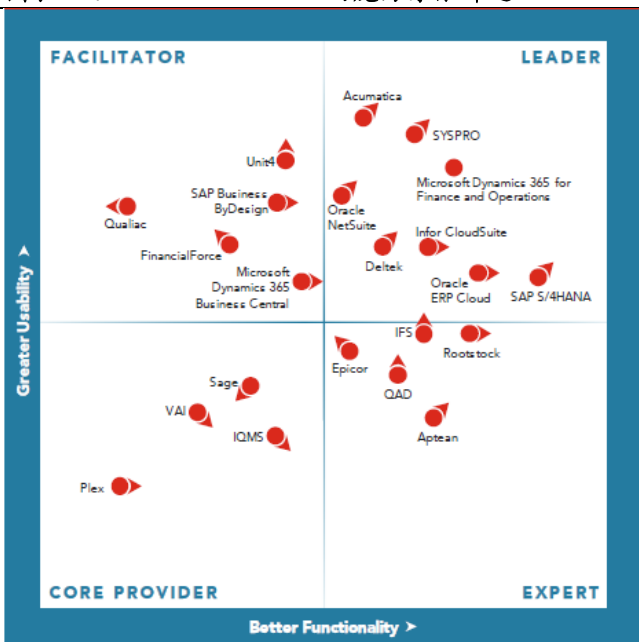 FACILITATOR
LEADER
Acumatica
SYSPRO
Unit4
Microsoft Dynamics 365 for
Finance and Operations
SAP Business
ByDesign
Oracle
NetSuite
Qualiac
FinancialForce
Infor CloudSuite
Deltek
Microsoft
Dynamics 365
Business Central
Oracle
ERP Cloud
SAP S/4HANA
IFS
Rootstock
Epicor
QAD
Sage
VAI
IQMS
Aptean
Plex
CORE PROVIDER
EXPERT
Greater Usability >
Better Functionality >